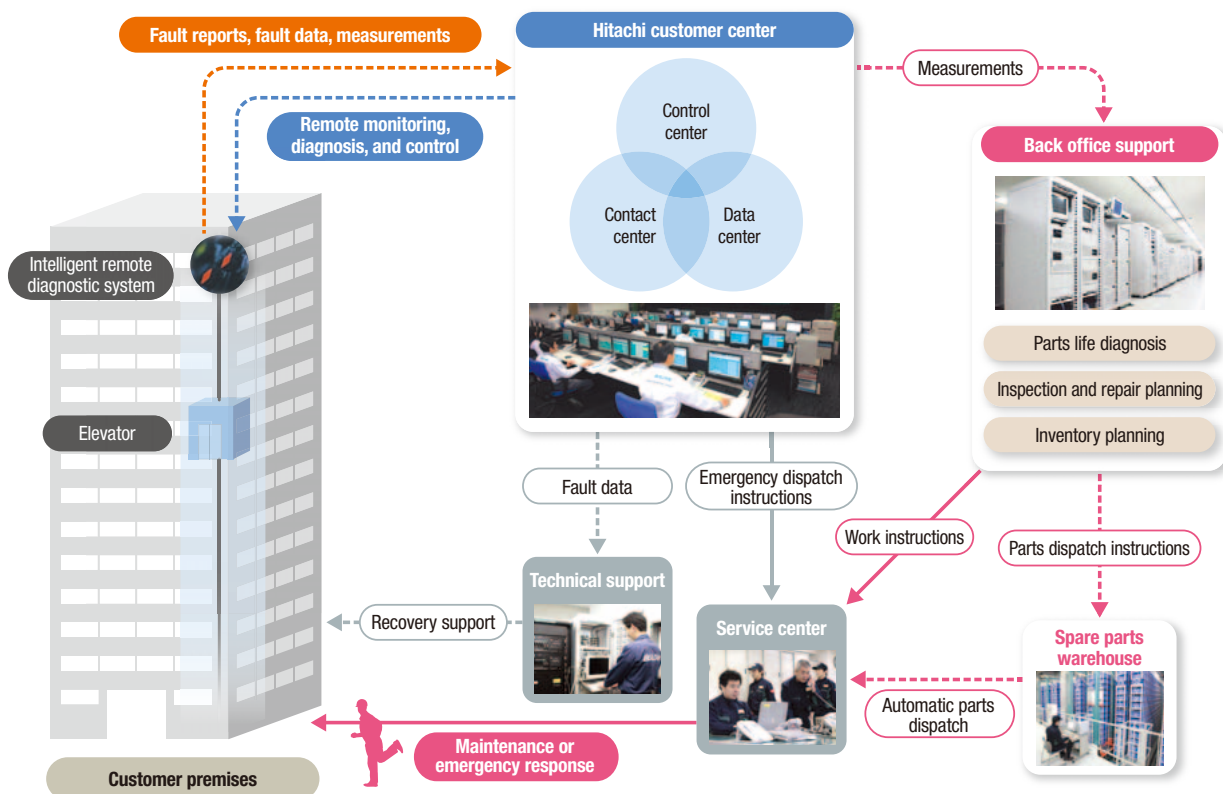 Fault reports, fault data, measurements
Hitachi customer center
Measurements
Remote monitoring,
diagnosis, and control
Control
center
Contact
center
Data
center
Back office support
Intelligent remote
diagnostic system
Parts life diagnosis
Inspection and repair planning
Inventory planning
Elevator
Fault data
Emergency dispatch
instructions
Work instructions
Parts dispatch instructions
Technical support
Recovery support
Service center
Spare parts
warehouse
Automatic parts
dispatch
Maintenance or
emergency response
Customer premises